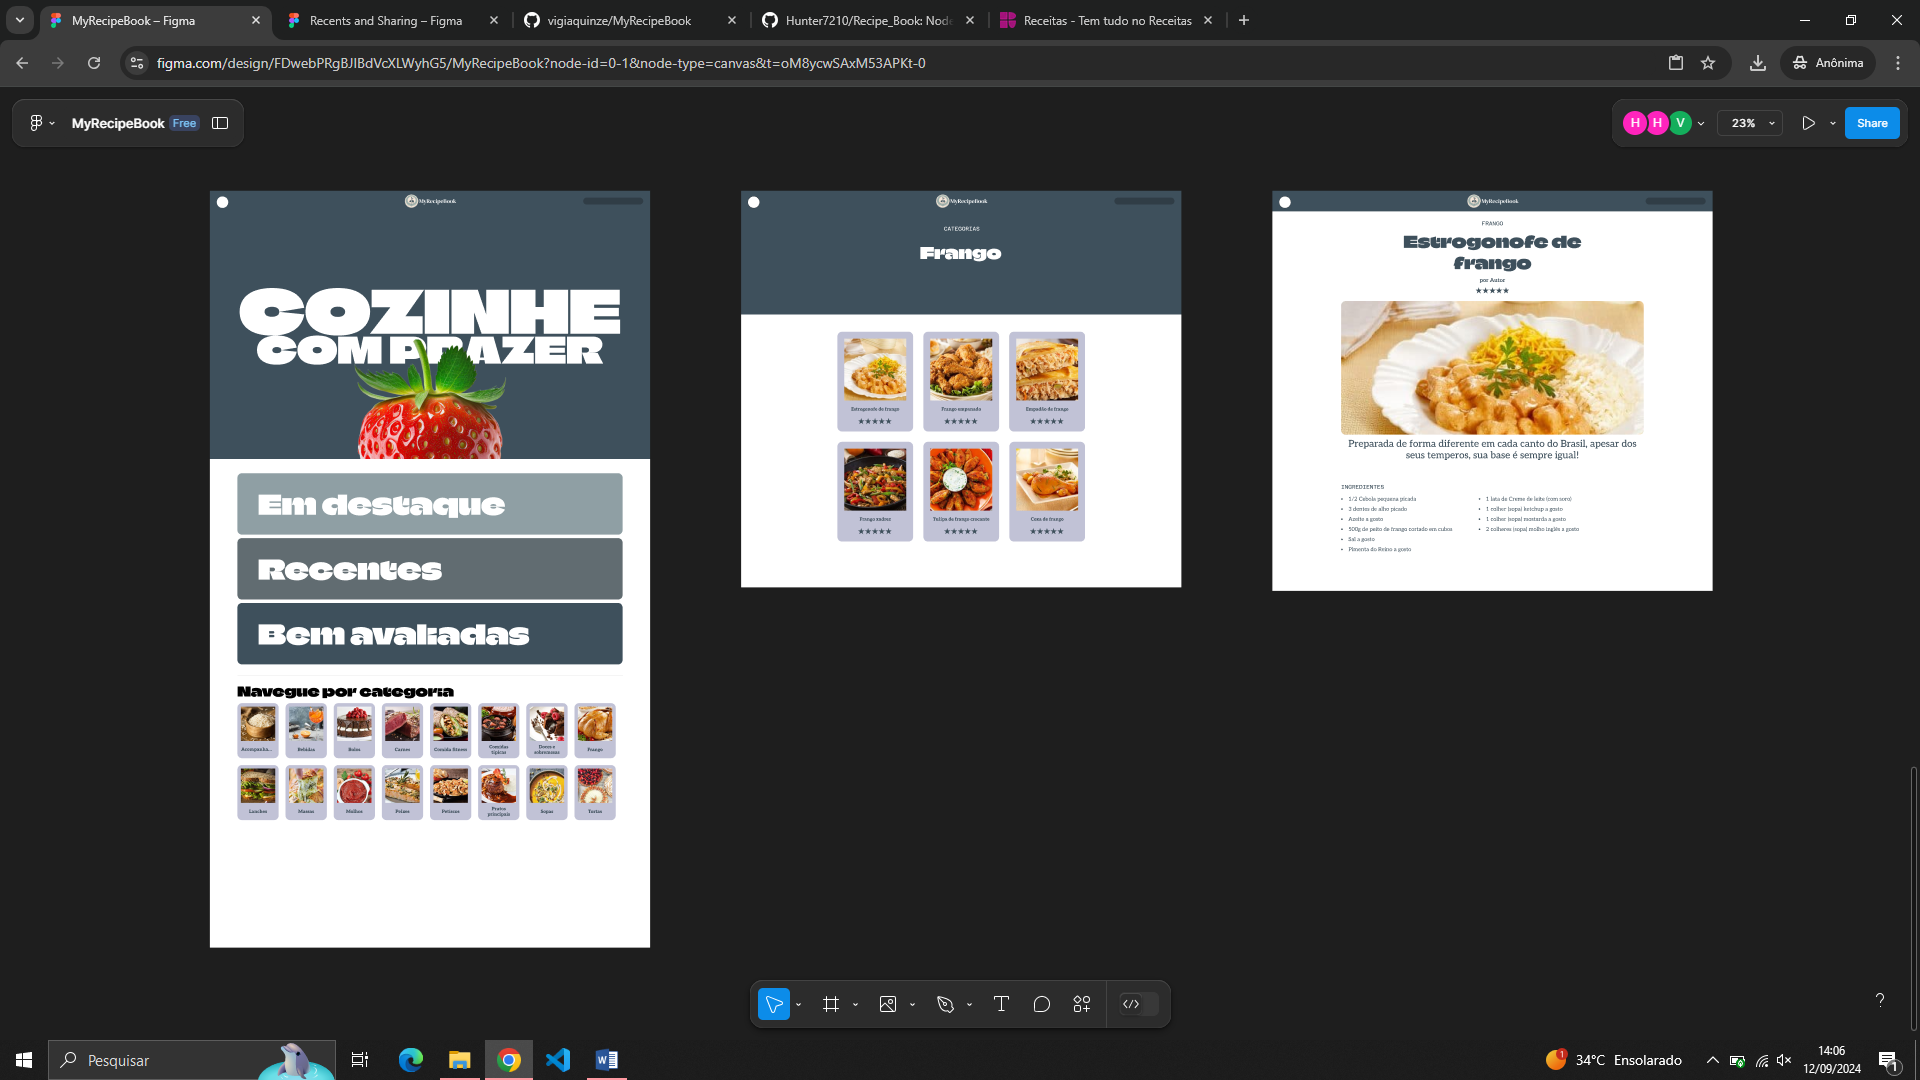 MyRecipeBook – Figma
Recents and Sharing – Figma
vigiaquinze/MyRecipeBook
Hunter7210/Recipe_Book: Node
Receitas - Tem tudo no Receitas
figma.com/design/FDwebPRgBJIBdVcXLWyhG5/MyRecipeBook?node-id=0-1&node-type=canvas&t=oM8ycwSAxM53APKt-0
Anônima
MyRecipeBook Free
H H V
23%
Share
MyRecipeBook
COZINHE
COM PRAZER
Em destaque
Recentes
Bem avaliadas
Navegue por categoria
Acompanha...
Bebidas
Bolos
Carnes
Comida fitness
Comidas
típicas
Doces e
sobremesas
Frango
Lanches
Massas
Molhos
Peixes
Petiscos
Pratos
principais
Sopas
Tortas
MyRecipeBook
CATEGORIAS
Frango
Estrogonofe de frango
Frango empanado
Empadão de frango
Frango xadrez
Tulipa de frango crocante
Coxa de frango
MyRecipeBook
FRANGO
Estrogonofe de
frango
por Autor
Preparada de forma diferente em cada canto do Brasil, apesar dos
seus temperos, sua base é sempre igual!
INGREDIENTES
1/2 Cebola pequena picada
3 dentes de alho picado
Azeite a gosto
500g de peito de frango cortado em cubos
Sal a gosto
Pimenta do Reino a gosto
1 lata de Creme de leite (com soro)
1 colher (sopa) ketchup a gosto
1 colher (sopa) mostarda a gosto
2 colheres (sopa) molho inglês a gosto
?
Pesquisar
1
34°C Ensolarado
14:06
12/09/2024
1